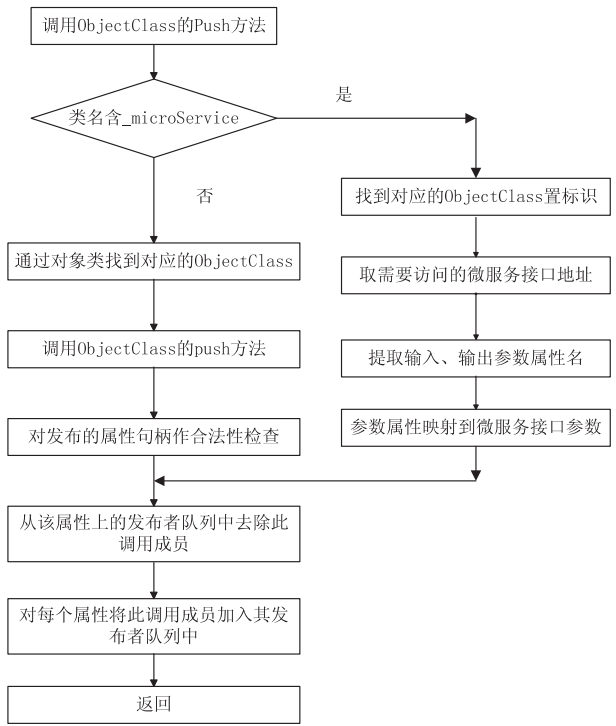 调用ObjectClass的Push方法
类名含_microService
是
否
找到对应的ObjectClass置标识
通过对象类找到对应的ObjectClass
取需要访问的微服务接口地址
调用ObjectClass的push方法
提取输入、输出参数属性名
对发布的属性句柄作合法性检查
参数属性映射到微服务接口参数
从该属性上的发布者队列中去除此
调用成员
对每个属性将此调用成员加入其发
布者队列中
返回